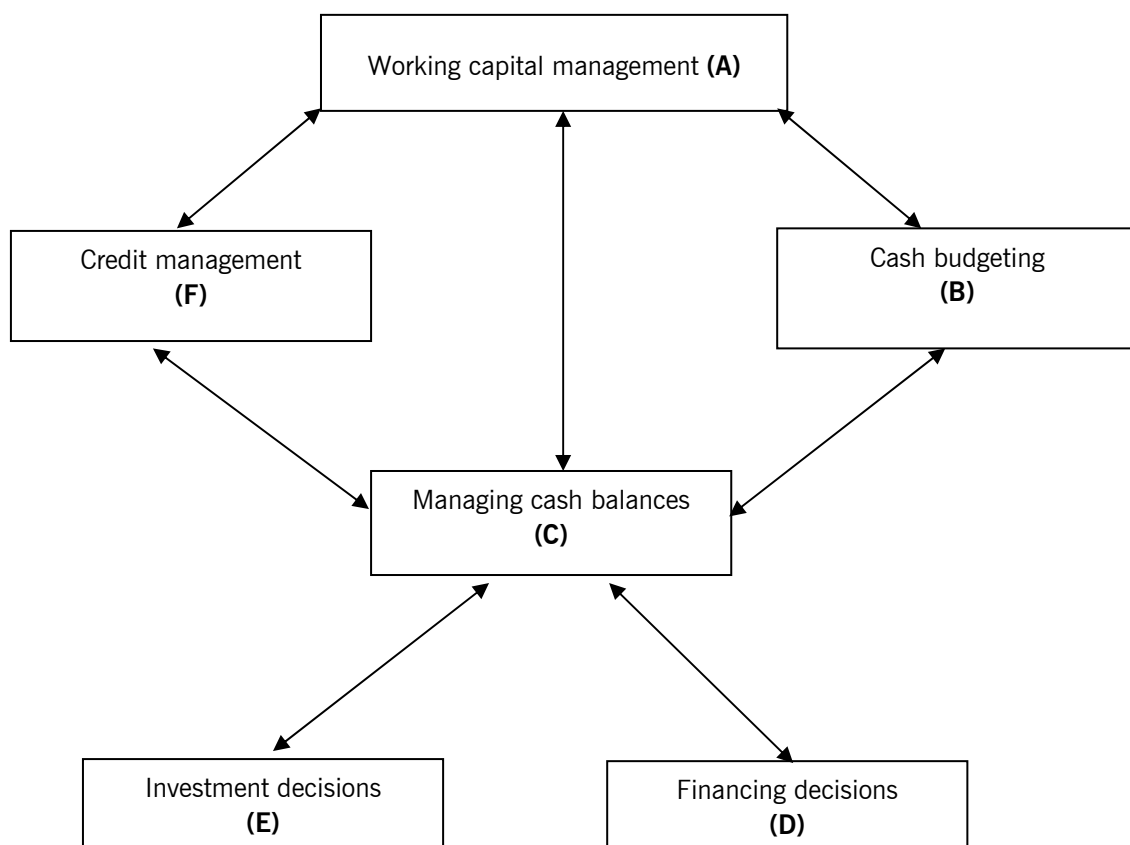 Working capital management (A)
Credit management
(F)
Cash budgeting
(B)
Managing cash balances
(C)
Investment decisions
(E)
Financing decisions
(D)